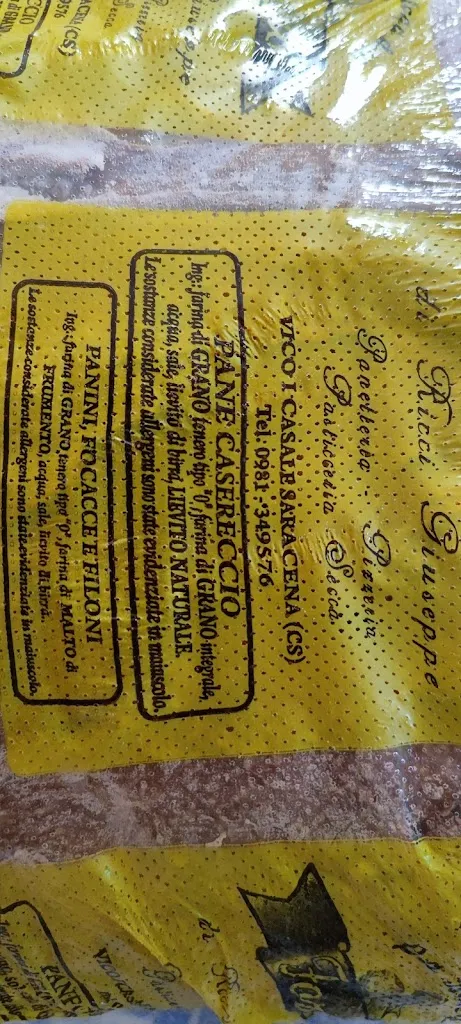 di Ricci Giuseppe
Panetteria - Pizzeria
Pasticceria Secca
VICO I CASALE SARACENA (CS)
Tel. 0981 - 349576
PANE CASERECCIO
Ing. farina di GRANO tenero tipo '0', farina di GRANO integrale,
acqua, sale, lievito di birra, LIEVITO NATURALE.
Le sostanze considerate allergeni sono state evidenziate in maiuscolo.
PANINI, FOCACCE E FILONI
Ing. farina di GRANO tenero tipo '0', farina di MALTO di
FRUMENTO, acqua, sale, lievito di birra.
Le sostanze considerate allergeni sono state evidenziate in maiuscolo.